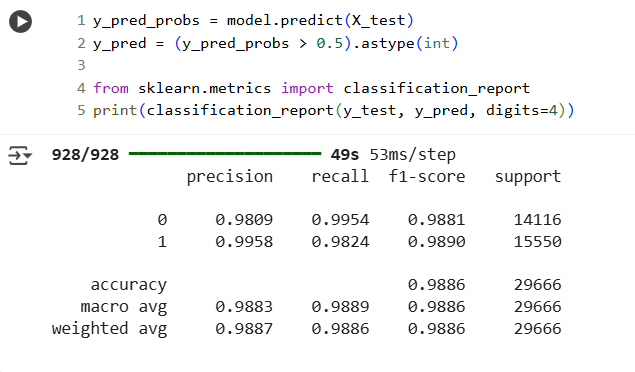 1 y_pred_probs = model.predict(X_test)
2 y_pred = (y_pred_probs > 0.5).astype(int)
3
4 from sklearn.metrics import classification_report
5 print(classification_report(y_test, y_pred, digits=4))
928/928 49s 53ms/step
precision recall f1-score support
0 0.9809 0.9954 0.9881 14116
1 0.9958 0.9824 0.9890 15550
accuracy 0.9886 29666
macro avg 0.9883 0.9889 0.9886 29666
weighted avg 0.9887 0.9886 0.9886 29666